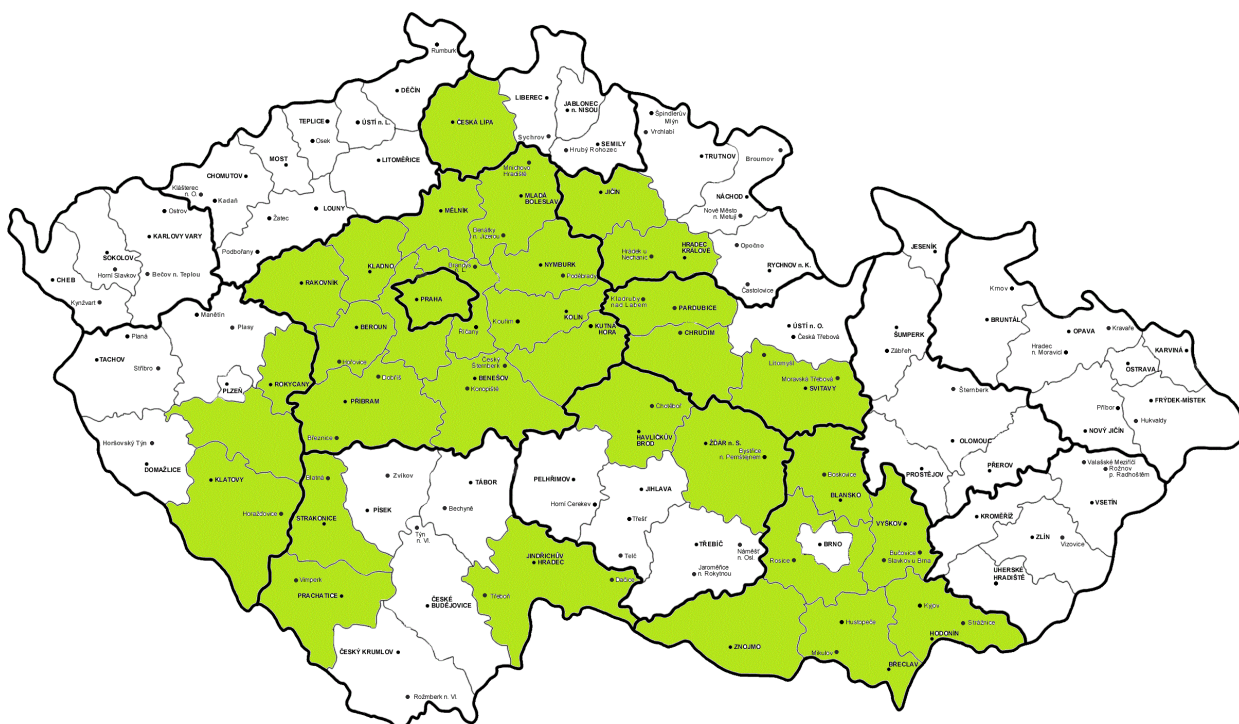 Rumburk
DĚČÍN
LIBEREC
JABLONEC
n. NISOU
TEPLICE
ÚSTÍ n. L.
ČESKÁ LÍPA
Špindlerův
Mlýn
Vrchlabí
Sychrov
SEMILY
Osek
Hrubý Rohozec
TRUTNOV
Broumov
MOST
LITOMĚŘICE
Mnichovo
Hradiště
CHOMUTOV
Klášterec
n. O.
Kadaň
MLADÁ
BOLESLAV
JIČÍN
NÁCHOD
Ostrov
Žatec
LOUNY
MĚLNÍK
Nové Město
n. Metují
KARLOVY VARY
Benátky
n. Jizerou
Podbořany
SOKOLOV
Horní Slavkov
Bečov n. Teplou
Hrádek u
Nechanic
HRADEC
KRÁLOVÉ
Opočno
JESENÍK
CHEB
KLADNO
Brandýs
n. L.
NYMBURK
Poděbrady
RYCHNOV n. K.
RAKOVNÍK
Častolovice
Krnov
Kynžvart
PRAHA
Kladruby
nad Labem
PARDUBICE
Manětín
KOLÍN
Plasy
BEROUN
Říčany
Kouřim
KUTNÁ
HORA
CHRUDIM
ÚSTÍ n. O.
Česká Třebová
ŠUMPERK
BRUNTÁL
OPAVA
Kravaře
Planá
TACHOV
Stříbro
Hořovice
Český
Šternberk
Litomyšl
Zábřeh
Hradec
n. Moravicí
KARVINÁ
OSTRAVA
Dobříš
BENEŠOV
Konopiště
Moravská Třebová
SVITAVY
PLZEŇ
ROKYCANY
Šternberk
PŘÍBRAM
Chotěboř
Příbor
FRÝDEK-MÍSTEK
Hukvaldy
Březnice
HAVLÍČKŮV
BROD
NOVÝ JIČÍN
Horšovský Týn
ŽĎÁR n. S.
Bystřice
n. Pernštejnem
OLOMOUC
DOMAŽLICE
Valašské Meziříčí
Rožnov
p. Radhoštěm
KLATOVY
Blatná
Zvíkov
TÁBOR
PELHŘIMOV
JIHLAVA
Boskovice
PROSTĚJOV
PŘEROV
Horažďovice
PÍSEK
Bechyně
Horní Cerekev
BLANSKO
VSETÍN
STRAKONICE
Týn
n. Vl.
Třešť
VYŠKOV
KROMĚŘÍŽ
ZLÍN
Vizovice
TŘEBÍČ
Náměšť
n. Osl.
BRNO
Telč
Bučovice
Slavkov u Brna
Rosice
JINDŘICHŮV
HRADEC
Jaroměřice
n. Rokytnou
UHERSKÉ
HRADIŠTĚ
Vimperk
Dačice
PRACHATICE
Třeboň
ČESKÉ
BUDĚJOVICE
Kyjov
Hustopeče
Strážnice
HODONÍN
ZNOJMO
Mikulov
ČESKÝ KRUMLOV
BŘECLAV
Rožmberk n. Vl.